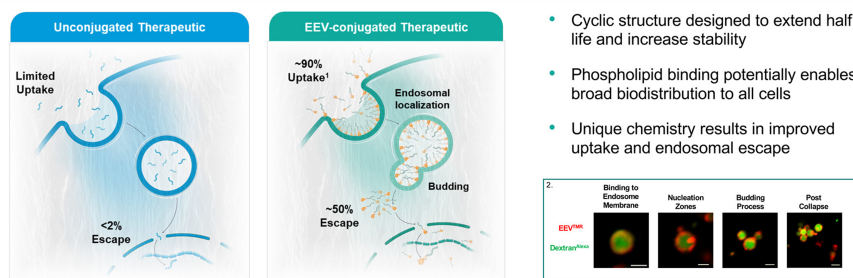 Unconjugated Therapeutic
Limited
Uptake
<2%
Escape
EEV-conjugated Therapeutic
~90%
Uptake1
Endosomal
localization
Budding
~50%
Escape
• Cyclic structure designed to extend half
life and increase stability
• Phospholipid binding potentially enables
broad biodistribution to all cells
• Unique chemistry results in improved
uptake and endosomal escape
2.
Binding to
Endosome
Membrane
Nucleation
Zones
Budding
Process
Post
Collapse
EEVTMR
DextranAlexa